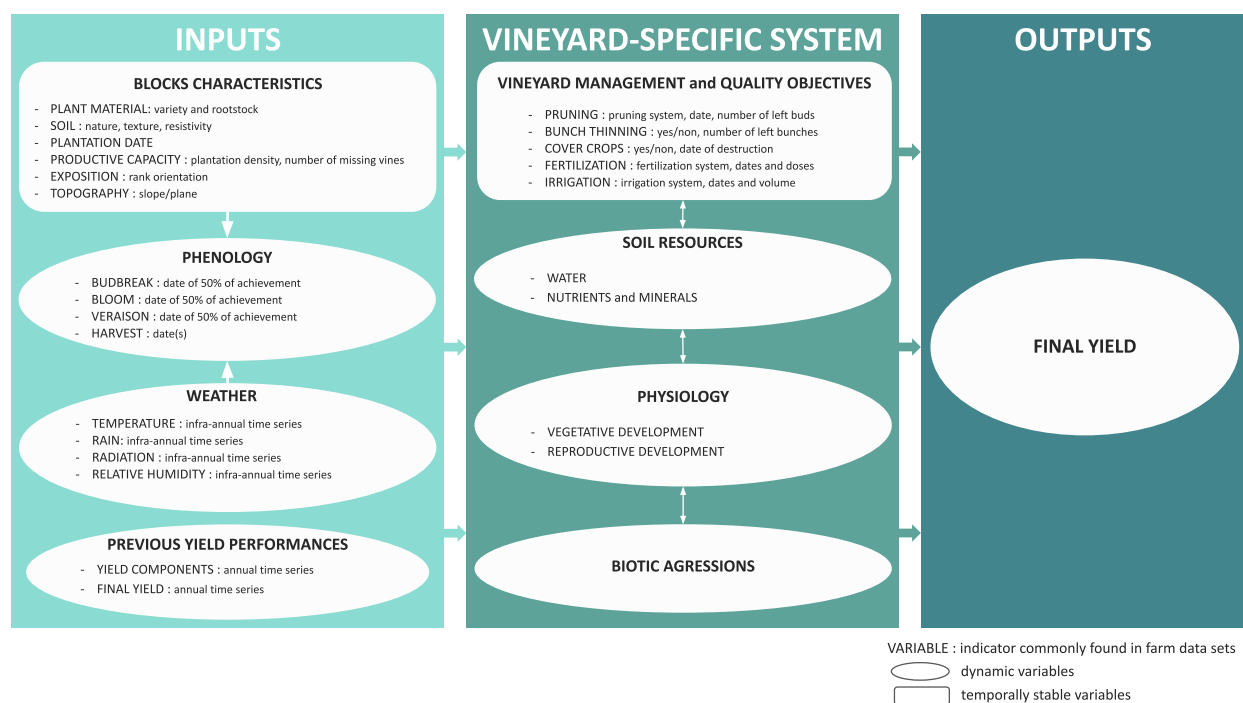 INPUTS
BLOCKS CHARACTERISTICS
- PLANT MATERIAL: variety and rootstock
- SOIL : nature, texture, resistivity
- PLANTATION DATE
- PRODUCTIVE CAPACITY : plantation density, number of missing vines
- EXPOSITION : rank orientation
- TOPOGRAPHY : slope/plane
PHENOLOGY
- BUDBREAK : date of 50% of achievement
- BLOOM : date of 50% of achievement
- VERAISON : date of 50% of achievement
- HARVEST : date(s)
WEATHER
- TEMPERATURE : infra-annual time series
- RAIN: infra-annual time series
- RADIATION : infra-annual time series
- RELATIVE HUMIDITY : infra-annual time series
PREVIOUS YIELD PERFORMANCES
- YIELD COMPONENTS : annual time series
- FINAL YIELD : annual time series
VINEYARD-SPECIFIC SYSTEM
VINEYARD MANAGEMENT and QUALITY OBJECTIVES
- PRUNING : pruning system, date, number of left buds
- BUNCH THINNING : yes/non, number of left bunches
- COVER CROPS : yes/non, date of destruction
- FERTILIZATION : fertilization system, dates and doses
- IRRIGATION : irrigation system, dates and volume
SOIL RESOURCES
- WATER
- NUTRIENTS and MINERALS
PHYSIOLOGY
- VEGETATIVE DEVELOPMENT
- REPRODUCTIVE DEVELOPMENT
BIOTIC AGRESSIONS
OUTPUTS
FINAL YIELD
VARIABLE : indicator commonly found in farm data sets
dynamic variables
temporally stable variables